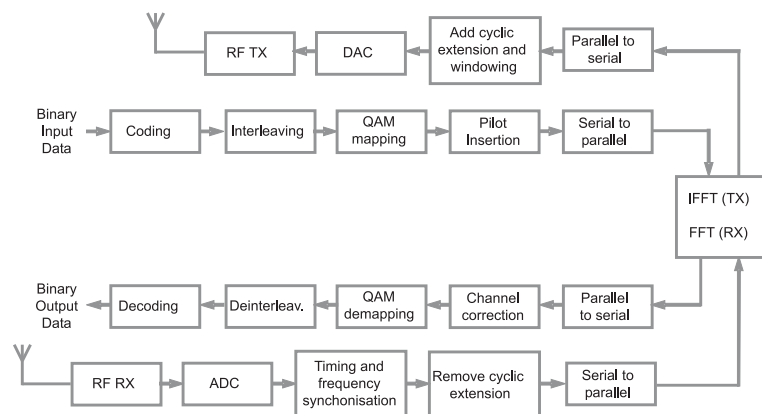 RF TX
DAC
Add cyclic
extension and
windowing
Parallel to
serial
Binary
Input
Data
Coding
Interleaving
QAM
mapping
Pilot
Insertion
Serial to
parallel
IFFT (TX)
FFT (RX)
Binary
Output
Data
Decoding
Deinterleav.
QAM
demapping
Channel
correction
Parallel
to serial
RF RX
ADC
Timing and
frequency
synchonisation
Remove cyclic
extension
Serial to
parallel